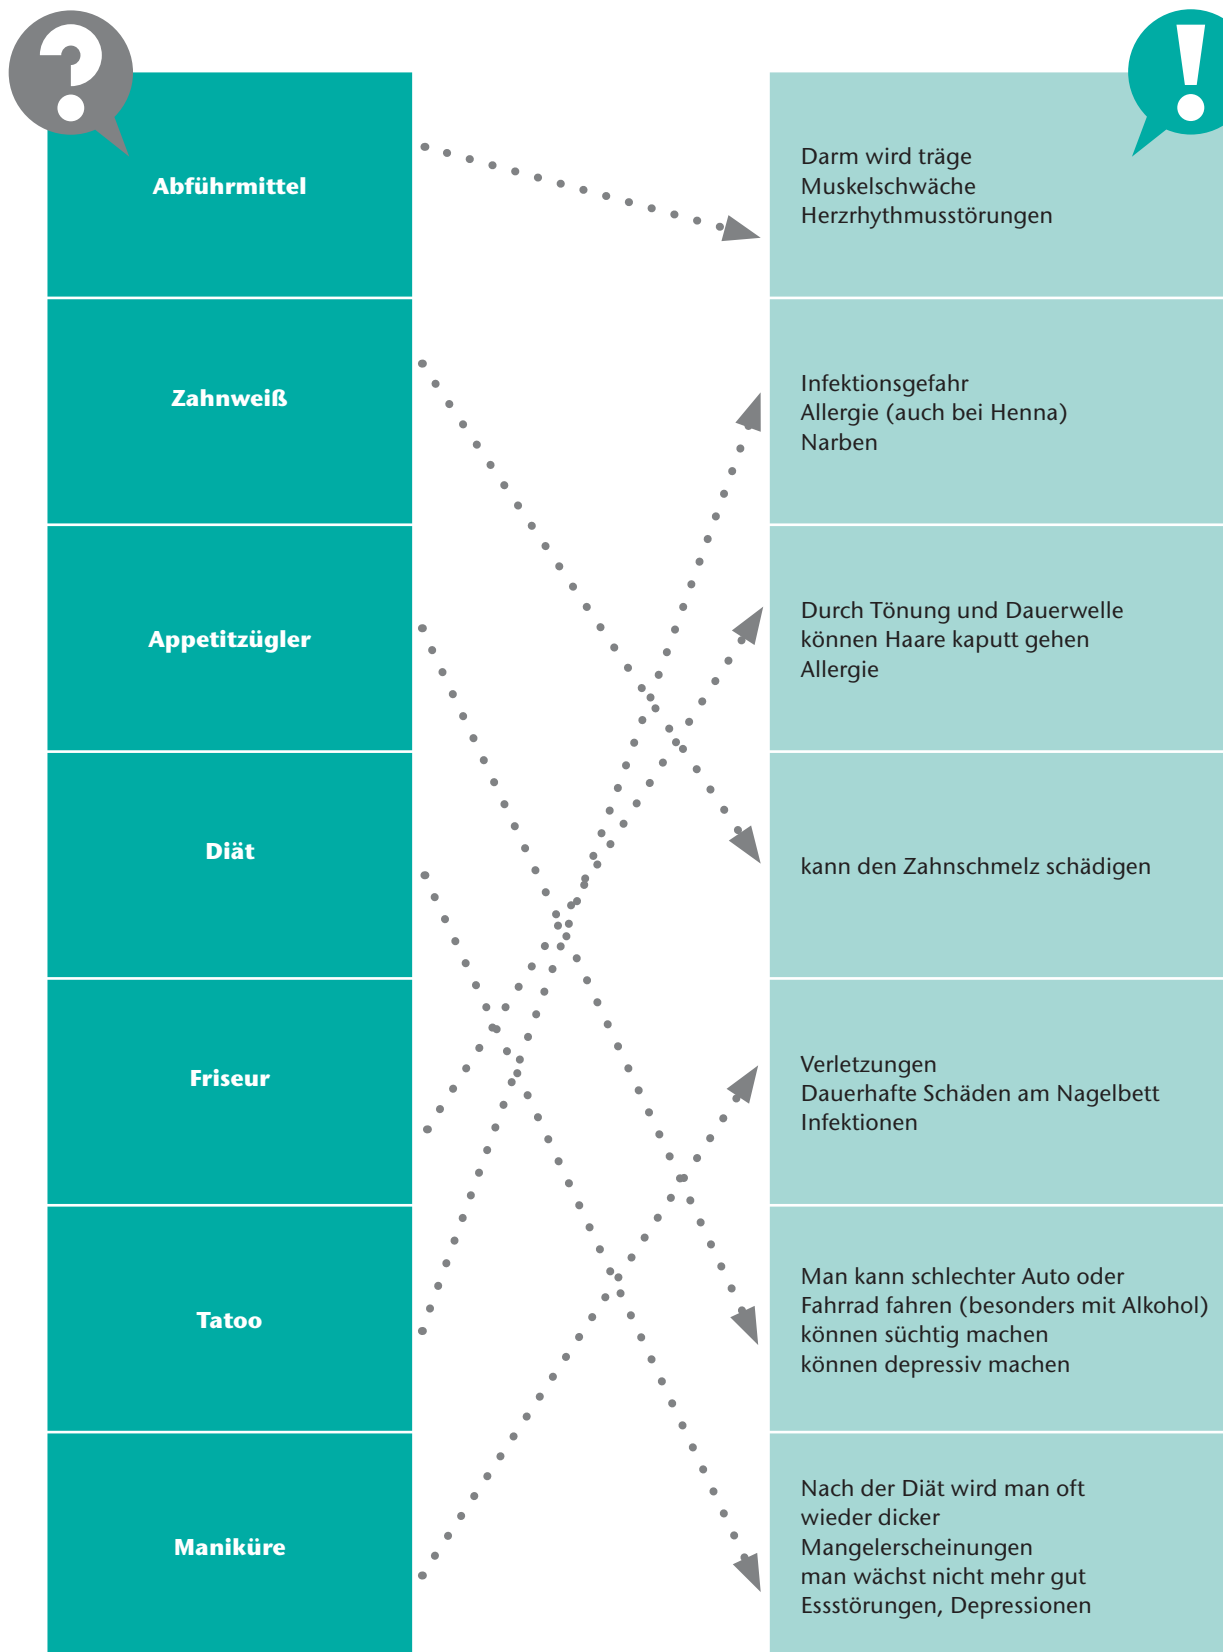 ?
!
Abführmittel
Darm wird träge
Muskelschwäche
Herzrhythmusstörungen
Zahnweiß
Infektionsgefahr
Allergie (auch bei Henna)
Narben
Appetitzügler
Durch Tönung und Dauerwelle
können Haare kaputt gehen
Allergie
Diät
kann den Zahnschmelz schädigen
Friseur
Verletzungen
Dauerhafte Schäden am Nagelbett
Infektionen
Tatoo
Man kann schlechter Auto oder
Fahrrad fahren (besonders mit Alkohol)
können süchtig machen
können depressiv machen
Maniküre
Nach der Diät wird man oft
wieder dicker
Mangelerscheinungen
man wächst nicht mehr gut
Essstörungen, Depressionen